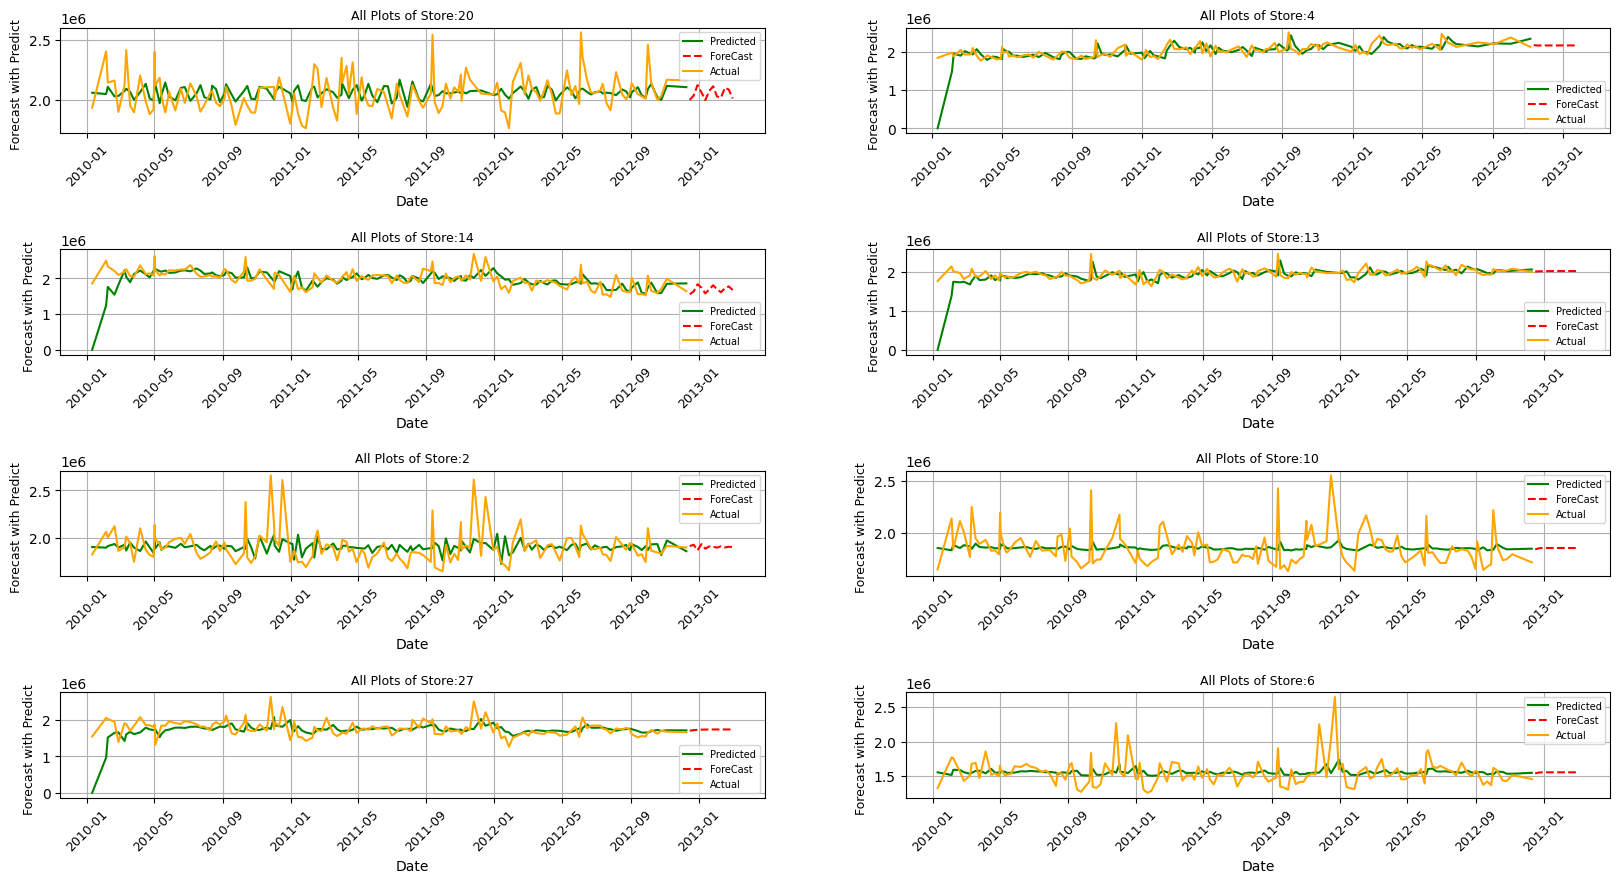 All Plots of Store:20
1e6
Forecast with Predict
2.5
2.0
Predicted
ForeCast
Actual
2010-01 2010-05 2010-09 2011-01 2011-05 2011-09 2012-01 2012-05 2012-09 2013-01
Date
All Plots of Store:4
1e6
Forecast with Predict
2
1
0
Predicted
ForeCast
Actual
2010-01 2010-05 2010-09 2011-01 2011-05 2011-09 2012-01 2012-05 2012-09 2013-01
Date
All Plots of Store:14
1e6
Forecast with Predict
2
1
0
Predicted
ForeCast
Actual
2010-01 2010-05 2010-09 2011-01 2011-05 2011-09 2012-01 2012-05 2012-09 2013-01
Date
All Plots of Store:13
1e6
Forecast with Predict
2
1
0
Predicted
ForeCast
Actual
2010-01 2010-05 2010-09 2011-01 2011-05 2011-09 2012-01 2012-05 2012-09 2013-01
Date
All Plots of Store:2
1e6
Forecast with Predict
2.5
2.0
Predicted
ForeCast
Actual
2010-01 2010-05 2010-09 2011-01 2011-05 2011-09 2012-01 2012-05 2012-09 2013-01
Date
All Plots of Store:10
1e6
Forecast with Predict
2.5
2.0
Predicted
ForeCast
Actual
2010-01 2010-05 2010-09 2011-01 2011-05 2011-09 2012-01 2012-05 2012-09 2013-01
Date
All Plots of Store:27
1e6
Forecast with Predict
2
1
0
Predicted
ForeCast
Actual
2010-01 2010-05 2010-09 2011-01 2011-05 2011-09 2012-01 2012-05 2012-09 2013-01
Date
All Plots of Store:6
1e6
Forecast with Predict
2.5
2.0
1.5
Predicted
ForeCast
Actual
2010-01 2010-05 2010-09 2011-01 2011-05 2011-09 2012-01 2012-05 2012-09 2013-01
Date